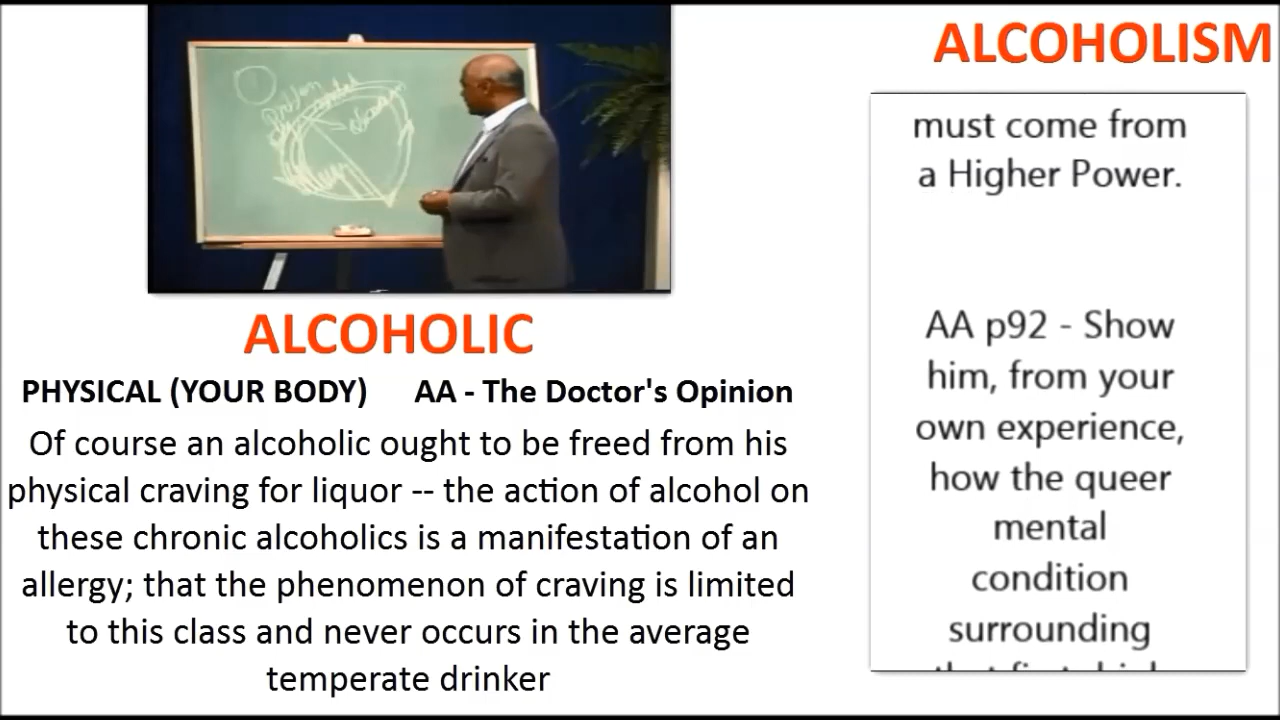 ALCOHOLISM
must come from
a Higher Power.
AA p92 - Show
him, from your
own experience,
how the queer
mental
condition
surrounding
ALCOHOLIC
PHYSICAL (YOUR BODY) AA - The Doctor's Opinion
Of course an alcoholic ought to be freed from his
physical craving for liquor -- the action of alcohol on
these chronic alcoholics is a manifestation of an
allergy; that the phenomenon of craving is limited
to this class and never occurs in the average
temperate drinker